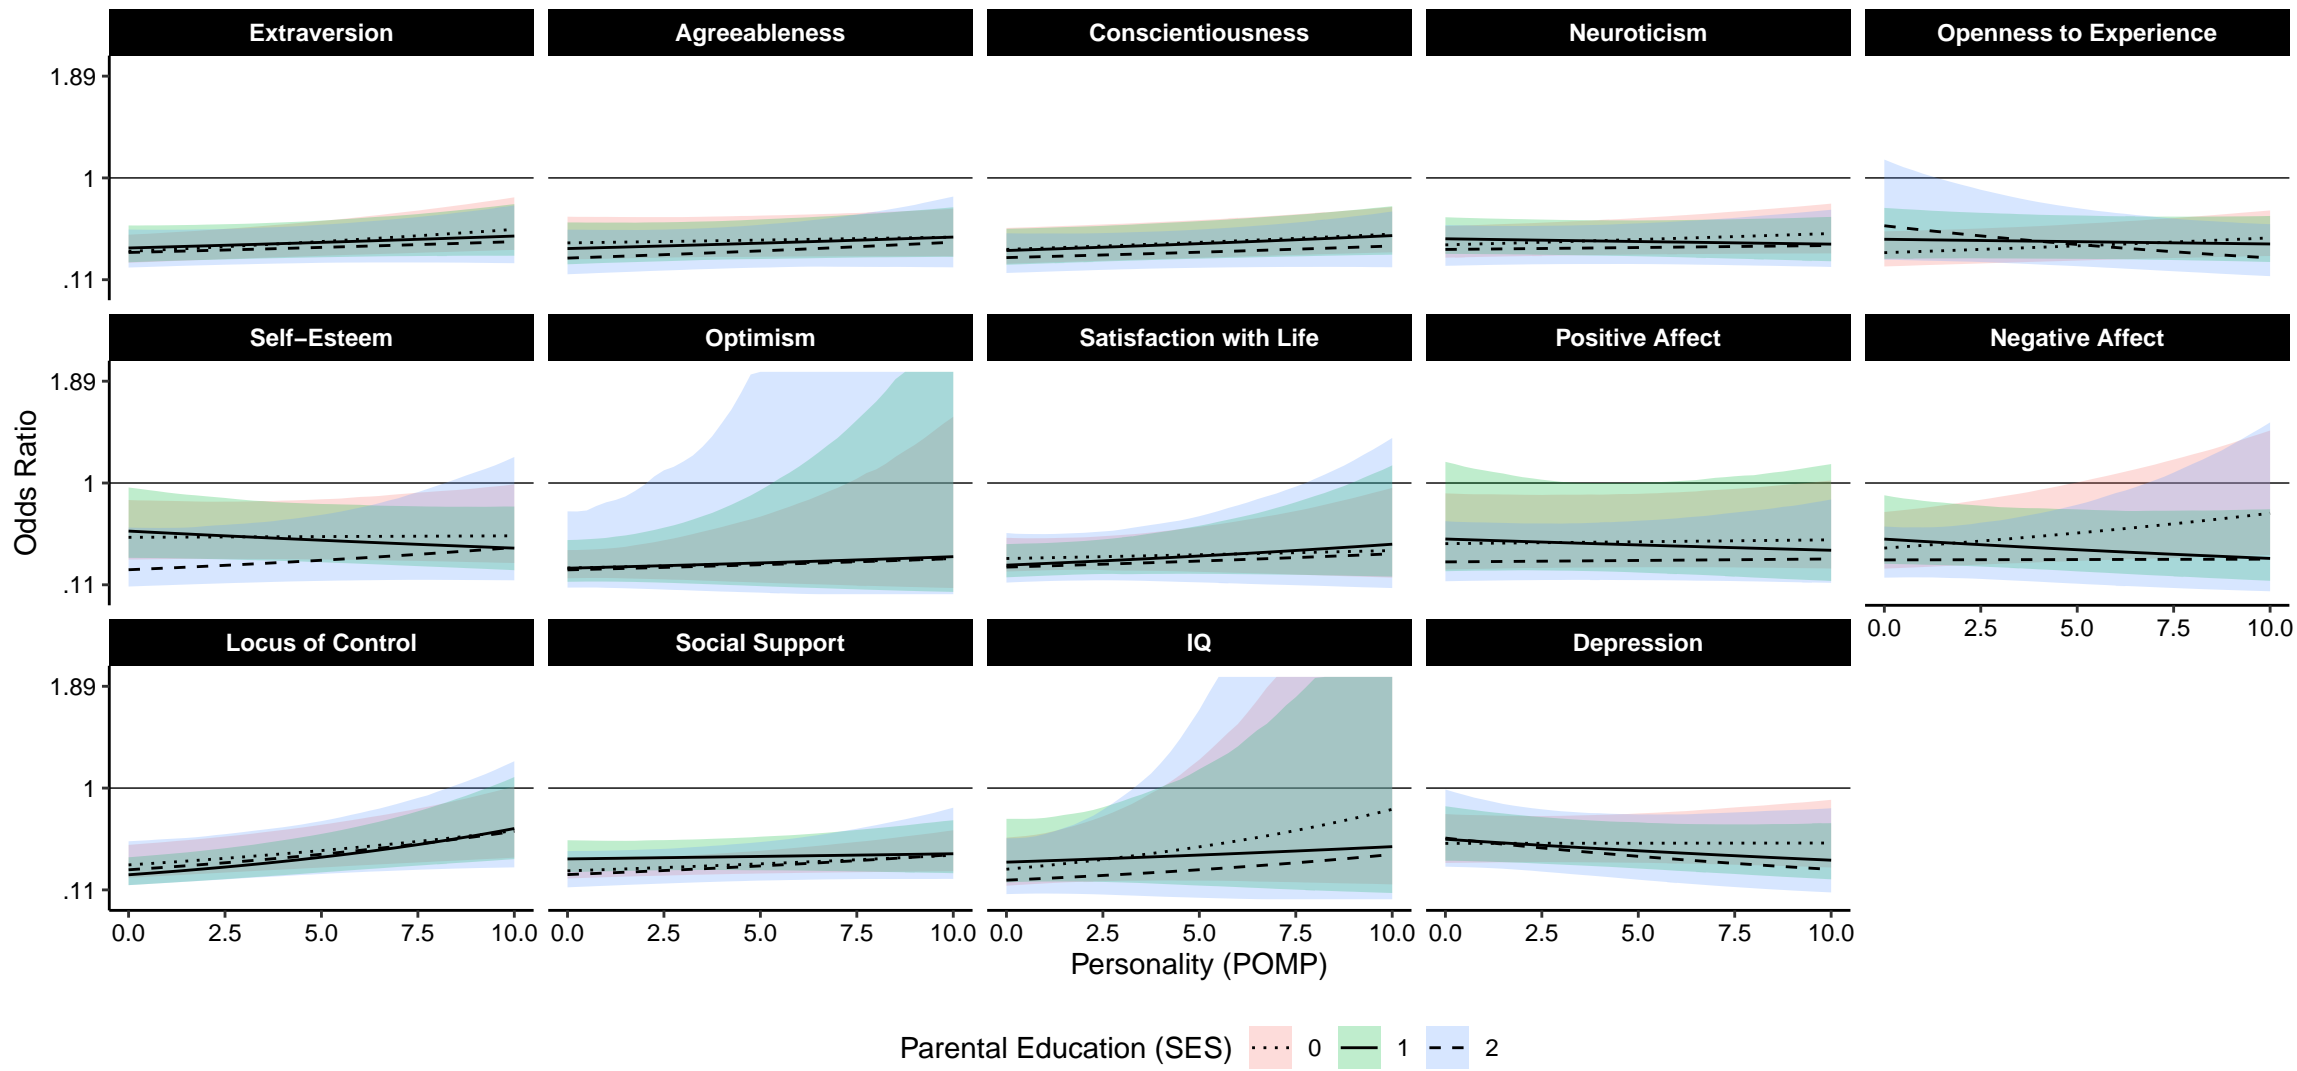 Extraversion Agreeableness Conscientiousness Neuroticism Openness to Experience
1.89
1
.11
Self−Esteem Optimism Satisfaction with Life Positive Affect Negative Affect
1.89
1
.11
0.0 2.5 5.0 7.5 10.0
Locus of Control Social Support IQ Depression
1.89
1
.11
0.0 2.5 5.0 7.5 10.0 0.0 2.5 5.0 7.5 10.0 0.0 2.5 5.0 7.5 10.0 0.0 2.5 5.0 7.5 10.0
Odds Ratio
Personality (POMP)
Parental Education (SES) 0 1 2